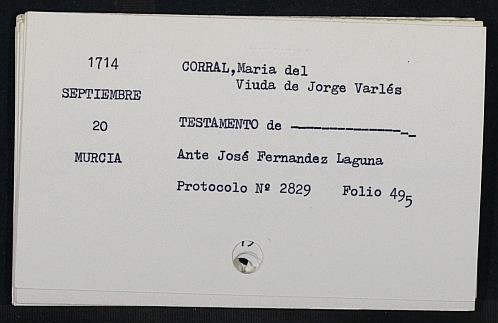 1714
SEPTIEMBRE
20
MURCIA
CORRAL,Maria del
Viuda de Jorge Varlés
TESTAMENTO de ----------------
Ante José Fernandez Laguna
Protocolo Nº 2829 Folio 495